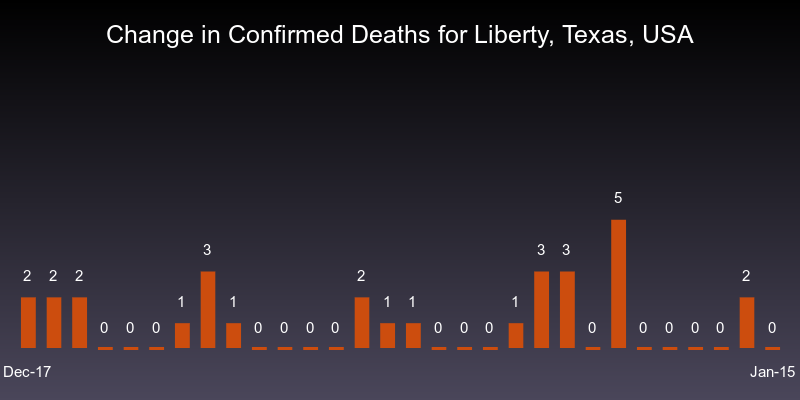 Change in Confirmed Deaths for Liberty, Texas, USA
5
3 3 3
2 2 2 2 2
1 1 1 1 1
0 0 0 0 0 0 0 0 0 0 0 0 0 0 0 0
Dec-17 Jan-15